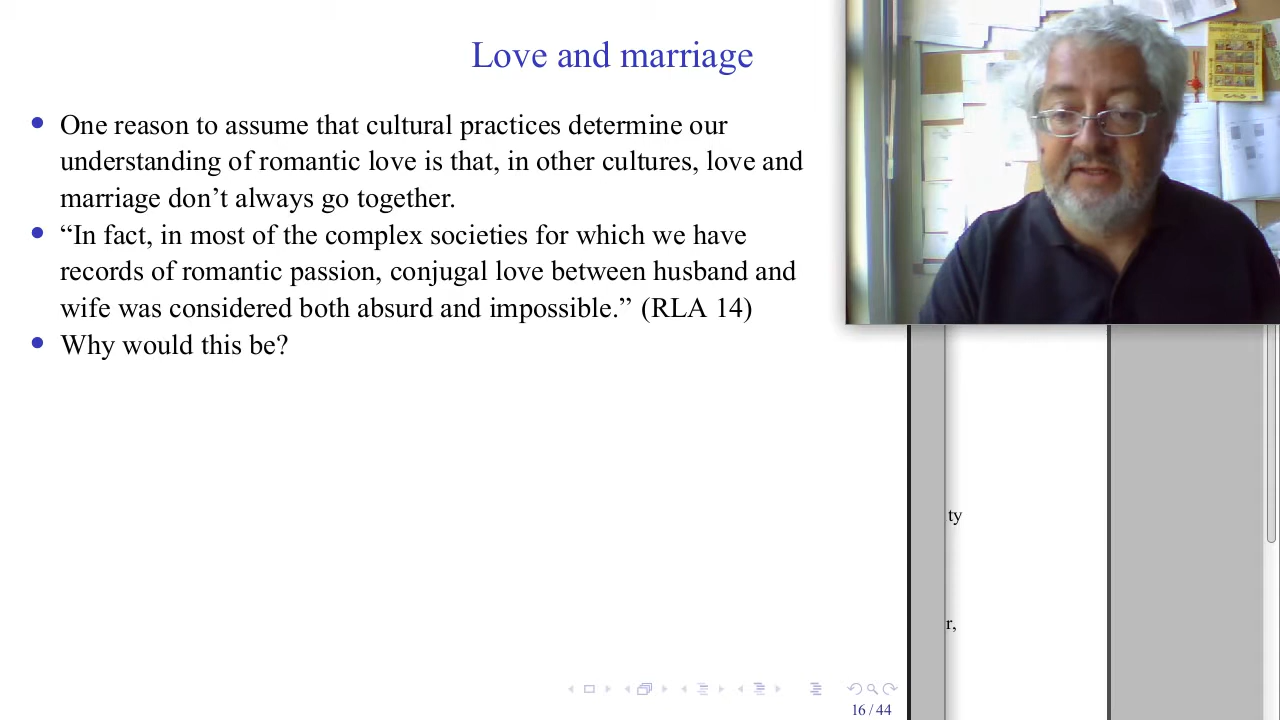 Love and marriage
One reason to assume that cultural practices determine our
understanding of romantic love is that, in other cultures, love and
marriage don’t always go together.
“In fact, in most of the complex societies for which we have
records of romantic passion, conjugal love between husband and
wife was considered both absurd and impossible.” (RLA 14)
Why would this be?
ty
r,
16 / 44